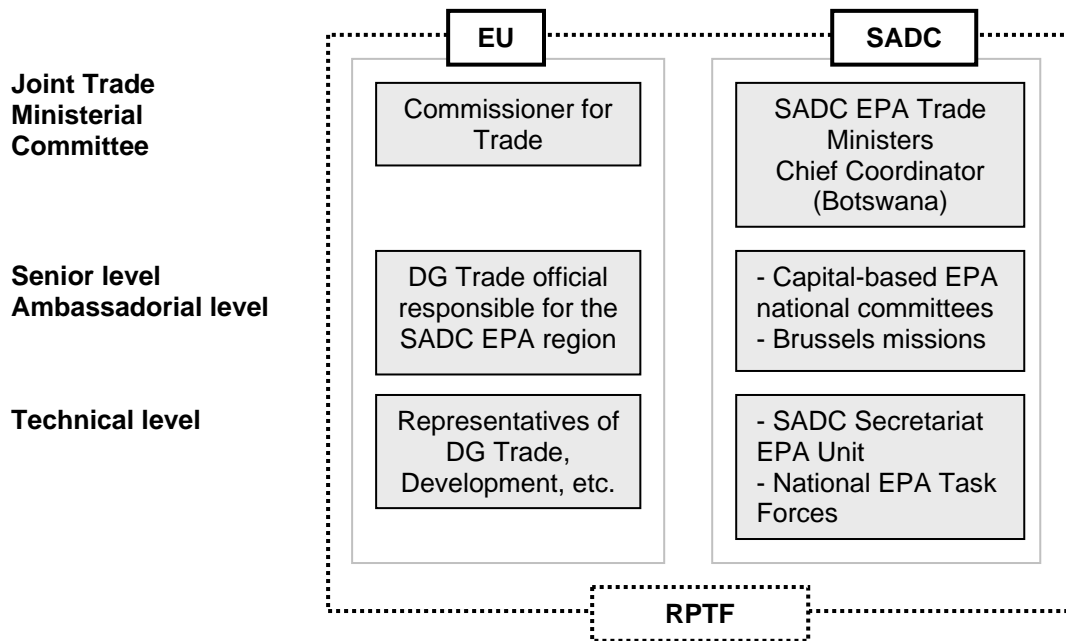 EU
SADC
Joint Trade
Ministerial
Committee
Commissioner for
Trade
SADC EPA Trade
Ministers
Chief Coordinator
(Botswana)
Senior level
Ambassadorial level
DG Trade official
responsible for the
SADC EPA region
- Capital-based EPA
national committees
- Brussels missions
Technical level
Representatives of
DG Trade,
Development, etc.
- SADC Secretariat
EPA Unit
- National EPA Task
Forces
RPTF